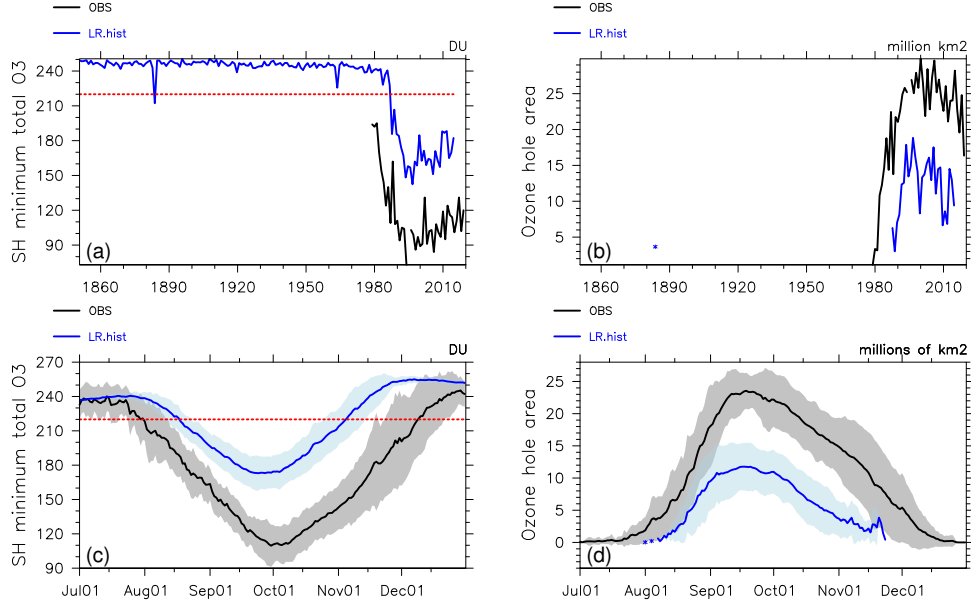 OBS
LR.hist
DU
SH minimum total O3
240
210
180
150
120
90
(a)
1860 1890 1920 1950 1980 2010
OBS
LR.hist
million km2
Ozone hole area
25
20
15
10
5
(b)
1860 1890 1920 1950 1980 2010
OBS
LR.hist
DU
SH minimum total O3
270
240
210
180
150
120
90
(c)
Jul01 Aug01 Sep01 Oct01 Nov01 Dec01
OBS
LR.hist
millions of km2
Ozone hole area
25
20
15
10
5
0
(d)
Jul01 Aug01 Sep01 Oct01 Nov01 Dec01